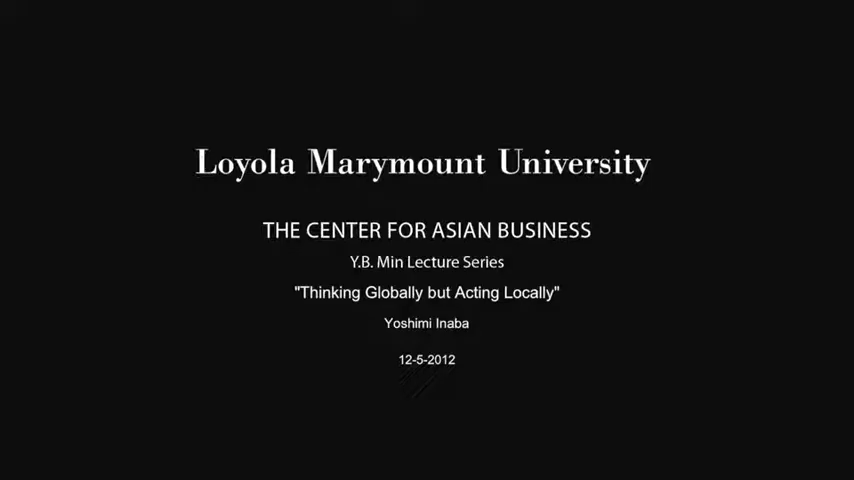 Loyola Marymount University
THE CENTER FOR ASIAN BUSINESS
Y.B. Min Lecture Series
"Thinking Globally but Acting Locally"
Yoshimi Inaba
12-5-2012